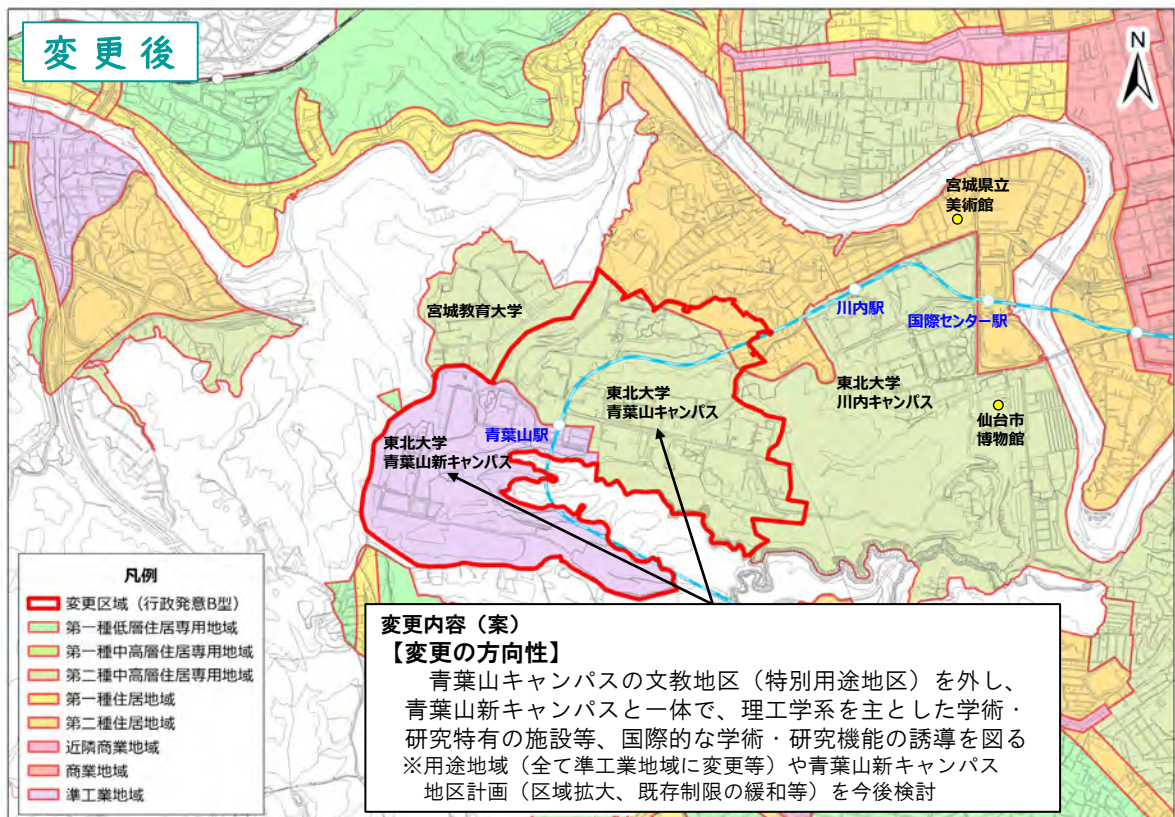 変更後
N
宮城県立
美術館
川内駅
国際センター駅
宮城教育大学
東北大学
川内キャンパス
東北大学
青葉山キャンパス
仙台市
博物館
青葉山駅
東北大学
青葉山新キャンパス
凡例
変更区域（行政発意B型）
第一種低層住居専用地域
第一種中高層住居専用地域
第二種中高層住居専用地域
第一種住居地域
第二種住居地域
近隣商業地域
商業地域
準工業地域
変更内容（案）
【変更の方向性】
青葉山キャンパスの文教地区（特別用途地区）を外し、
青葉山新キャンパスと一体で、理工学系を主とした学術・
研究特有の施設等、国際的な学術・研究機能の誘導を図る
※用途地域（全て準工業地域に変更等）や青葉山新キャンパス
地区計画（区域拡大、既存制限の緩和等）を今後検討